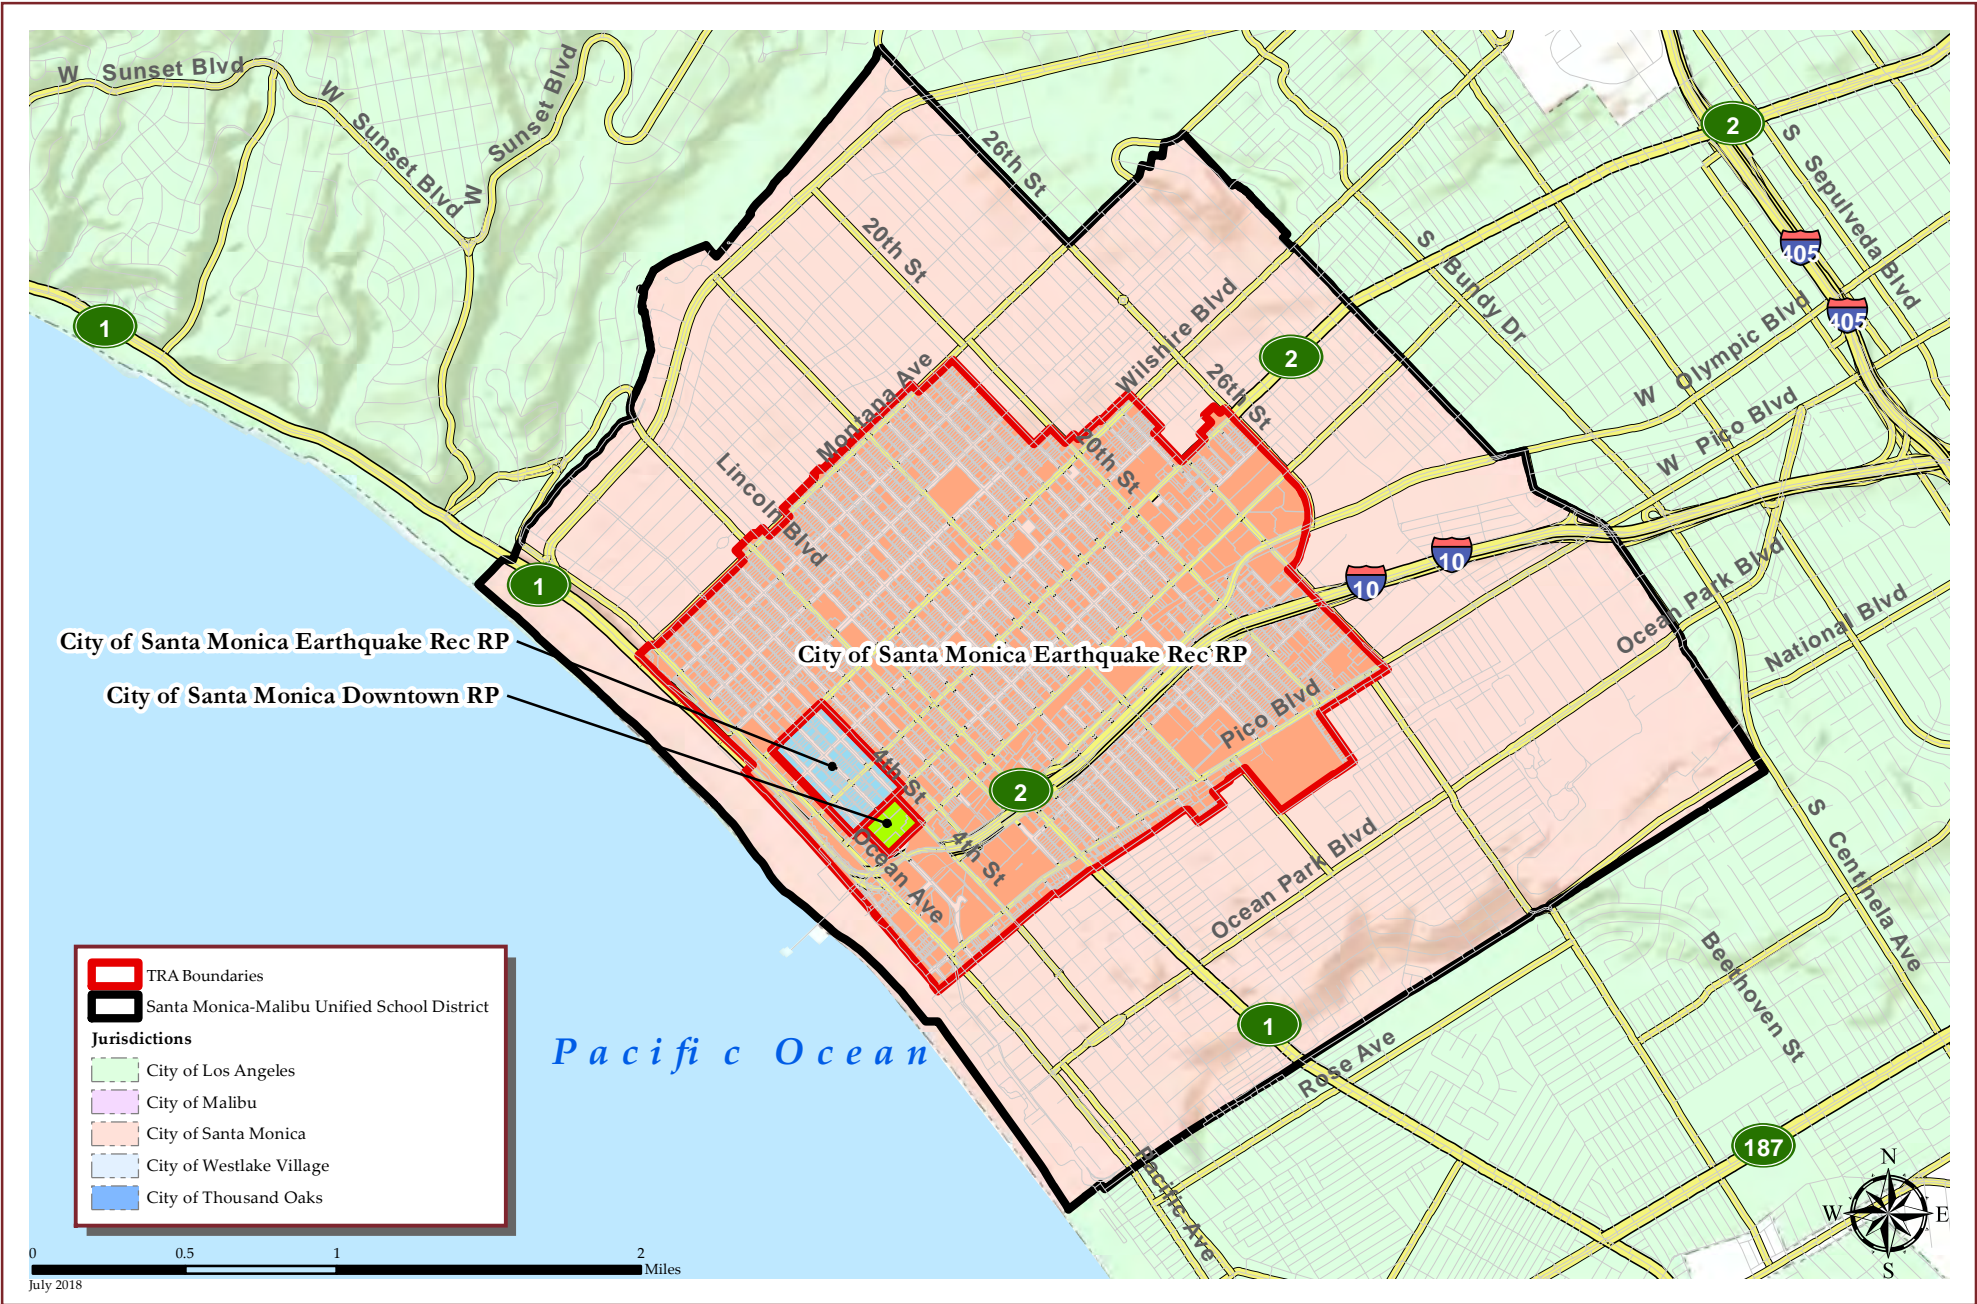 W Sunset Blvd
W Sunset Blvd
W Sunset Blvd
26th St
20th St
2
S Sepulveda Blvd
405
405
S Bundy Dr
W Olympic Blvd
W Pico Blvd
1
Wilshire Blvd
2
26th St
Montana Ave
20th St
Lincoln Blvd
10
10
1
Ocean Park Blvd
National Blvd
City of Santa Monica Earthquake Rec RP
City of Santa Monica Earthquake Rec RP
City of Santa Monica Downtown RP
Pico Blvd
4th St
2
4th St
Ocean Ave
Ocean Park Blvd
S Centinela Ave
Beethoven St
1
Rose Ave
Pacific Ocean
187
Pacific Ave
TRA Boundaries
Santa Monica-Malibu Unified School District
Jurisdictions
City of Los Angeles
City of Malibu
City of Santa Monica
City of Westlake Village
City of Thousand Oaks
0 0.5 1 2
Miles
July 2018
N
W E
S